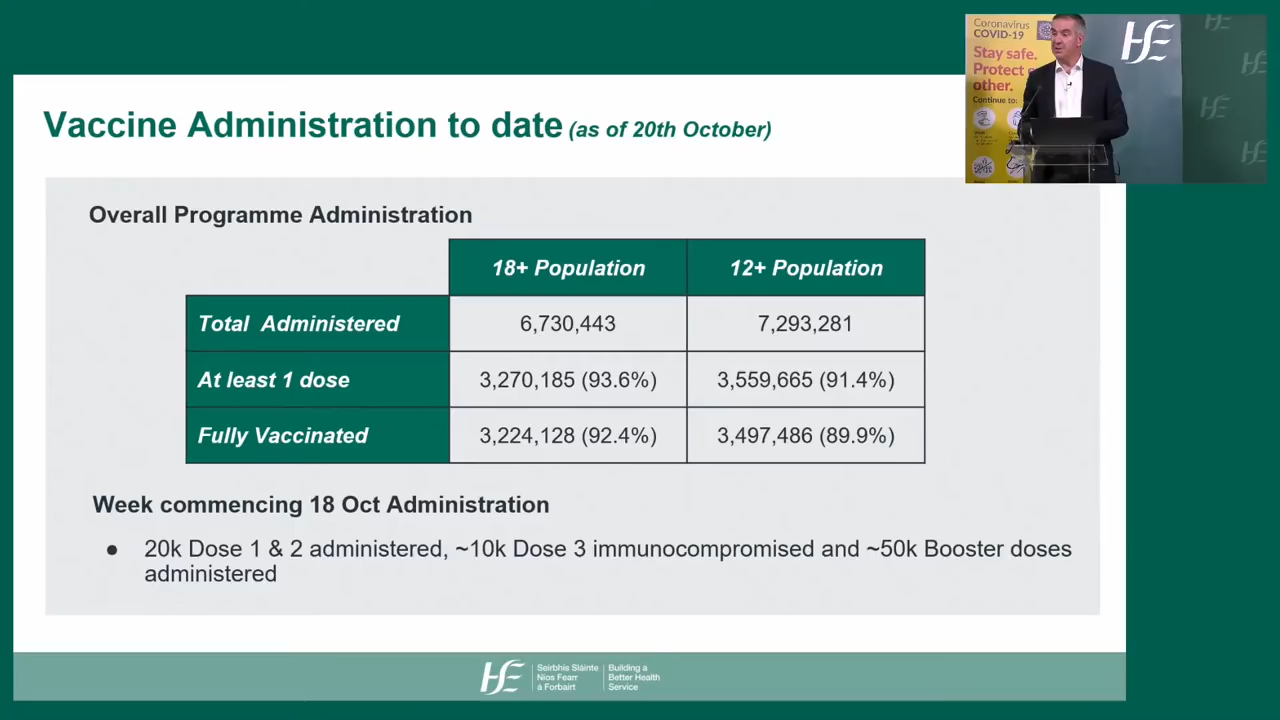 Coronavirus
COVID-19
Stay safe.
Protect
other.
Continue to:
HE
Vaccine Administration to date (as of 20th October)
Overall Programme Administration
18+ Population 12+ Population
Total Administered 6,730,443 7,293,281
At least 1 dose 3,270,185 (93.6%) 3,559,665 (91.4%)
Fully Vaccinated 3,224,128 (92.4%) 3,497,486 (89.9%)
Week commencing 18 Oct Administration
● 20k Dose 1 & 2 administered, ~10k Dose 3 immunocompromised and ~50k Booster doses
administered
Seirbhís Sláinte
Níos Fearr
á Forbairt
Building a
Better Health
Service